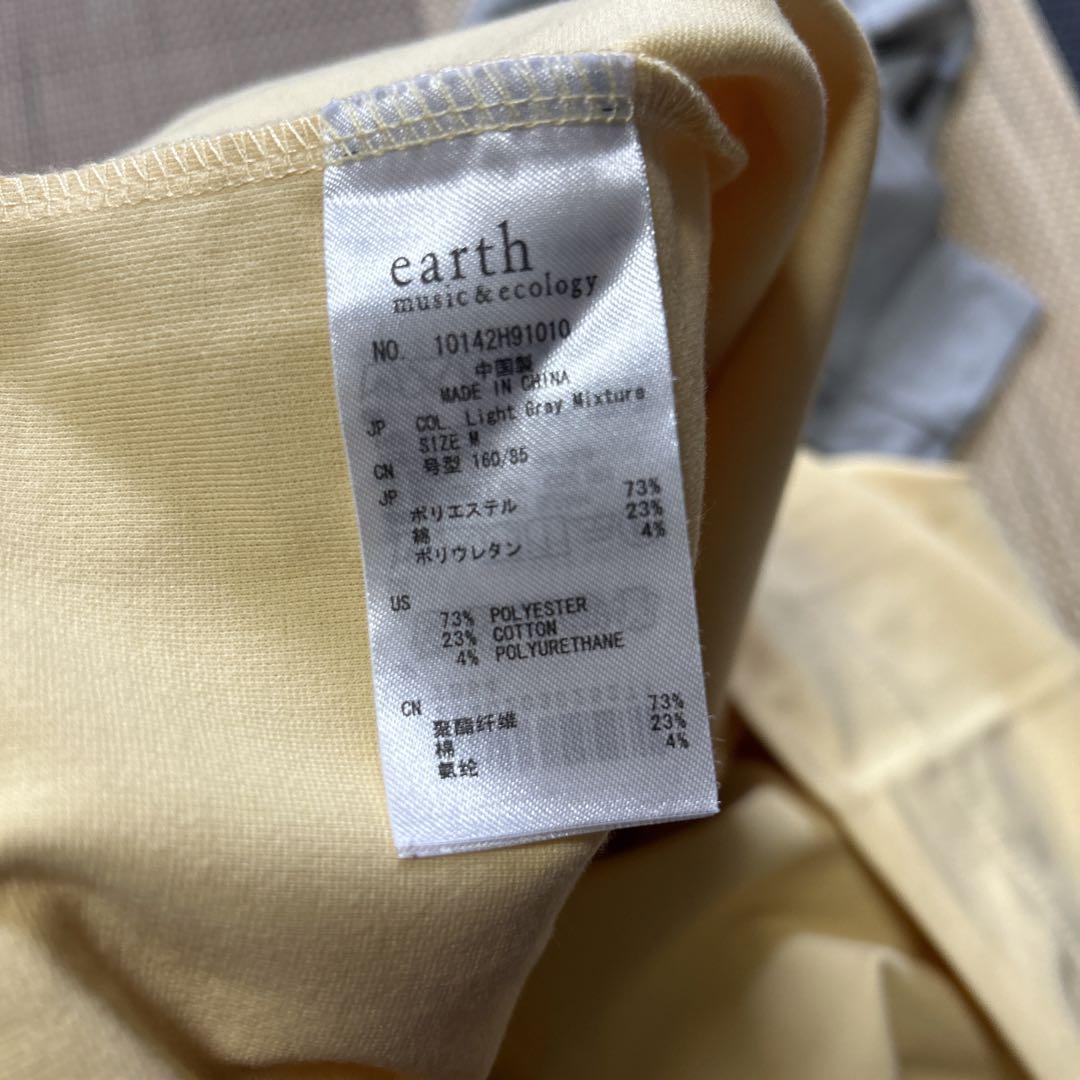 earth
music & ecology
NO. 10142H91010
中国製
MADE IN CHINA
JP COL. Light Gray Mixture
SIZE M
CN 号型 160/85
JP
ポリエステル 73%
綿 23%
ポリウレタン 4%
US
73% POLYESTER
23% COTTON
4% POLYURETHANE
CN
聚酯纤维 73%
棉 23%
氨纶 4%